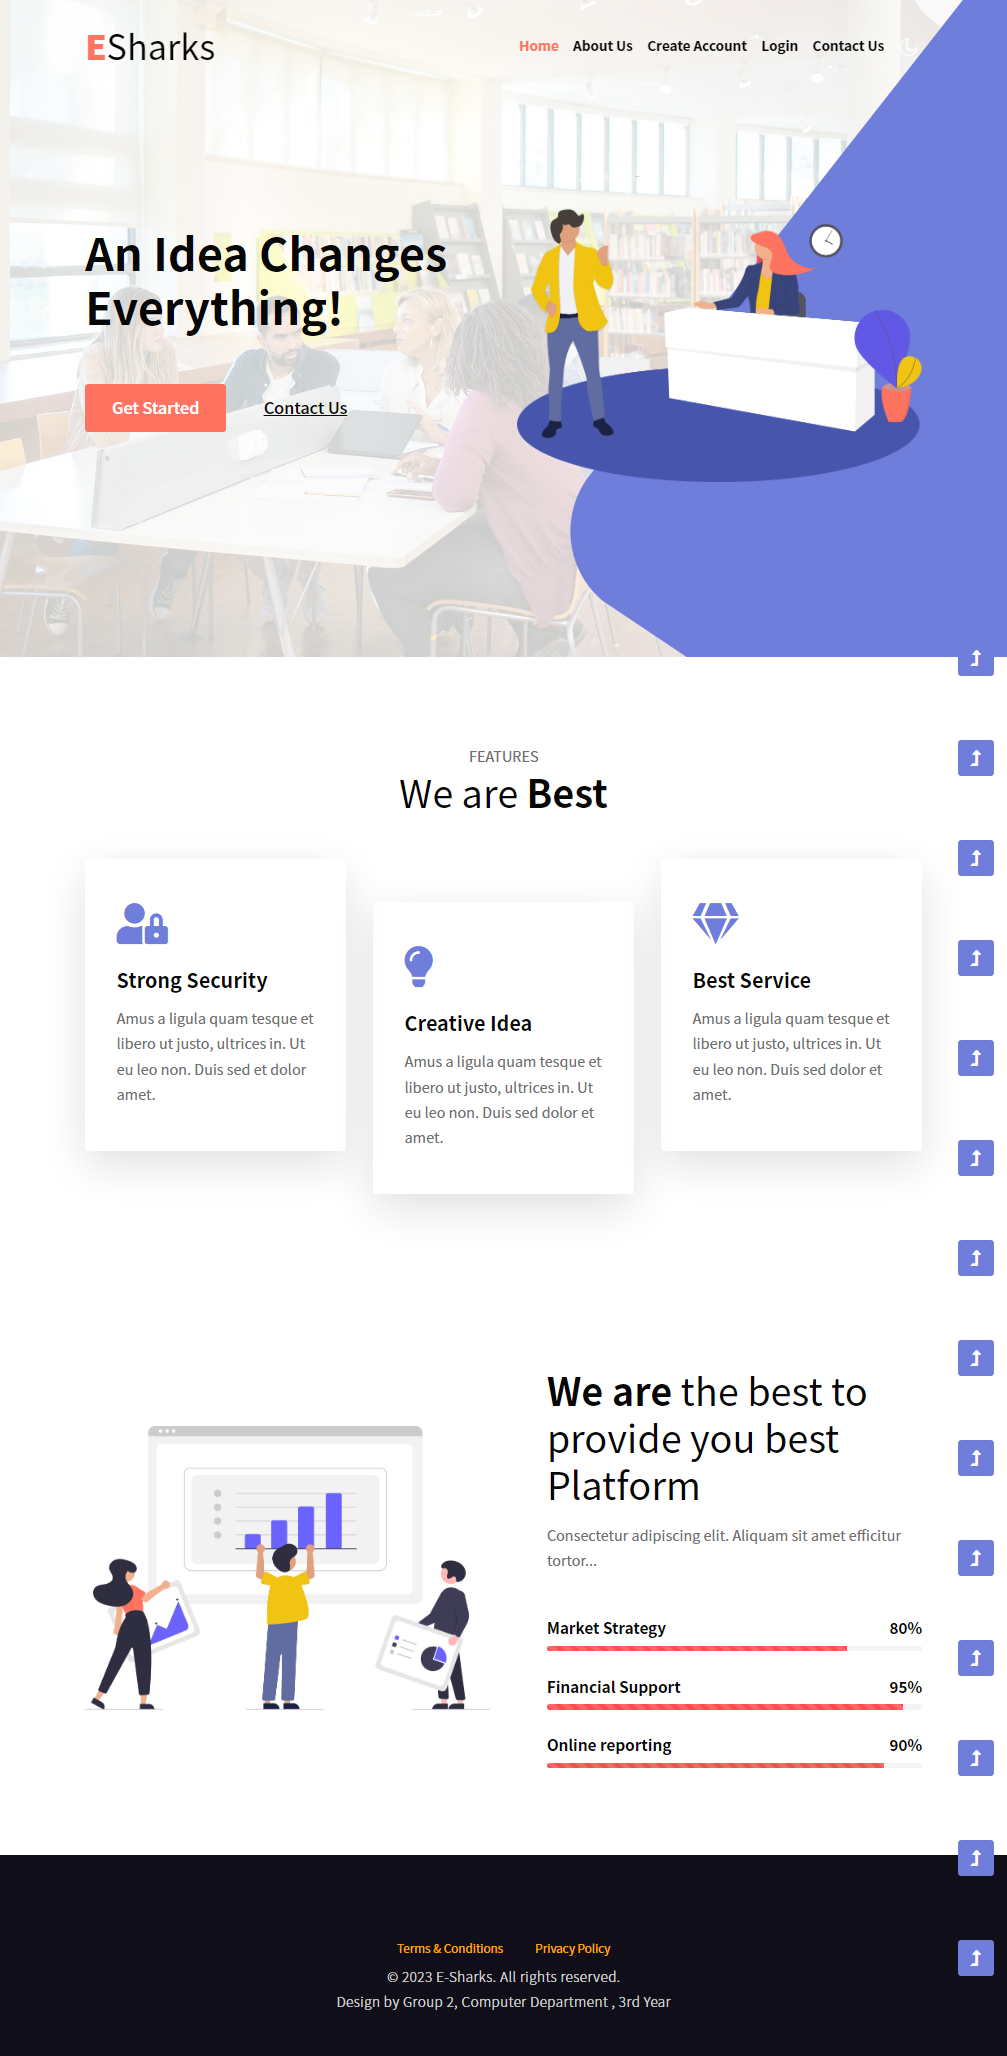 ESharks
Home About Us Create Account Login Contact Us
An Idea Changes
Everything!
Get Started Contact Us
FEATURES
We are Best
Strong Security
Amus a ligula quam tesque et
libero ut justo, ultrices in. Ut
eu leo non. Duis sed et dolor
amet.
Creative Idea
Amus a ligula quam tesque et
libero ut justo, ultrices in. Ut
eu leo non. Duis sed dolor et
amet.
Best Service
Amus a ligula quam tesque et
libero ut justo, ultrices in. Ut
eu leo non. Duis sed dolor et
amet.
We are the best to
provide you best
Platform
Consectetur adipiscing elit. Aliquam sit amet efficitur
tortor...
Market Strategy 80%
Financial Support 95%
Online reporting 90%
Terms & Conditions Privacy Policy
© 2023 E-Sharks. All rights reserved.
Design by Group 2, Computer Department , 3rd Year